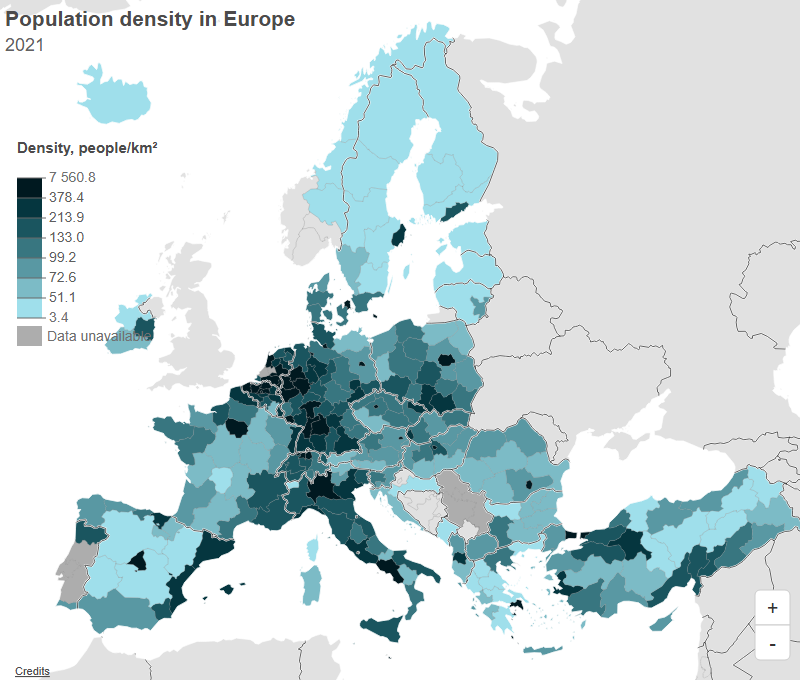 Population density in Europe
2021
Density, people/km²
7 560.8
378.4
213.9
133.0
99.2
72.6
51.1
3.4
Data unavailable
+
-
Credits